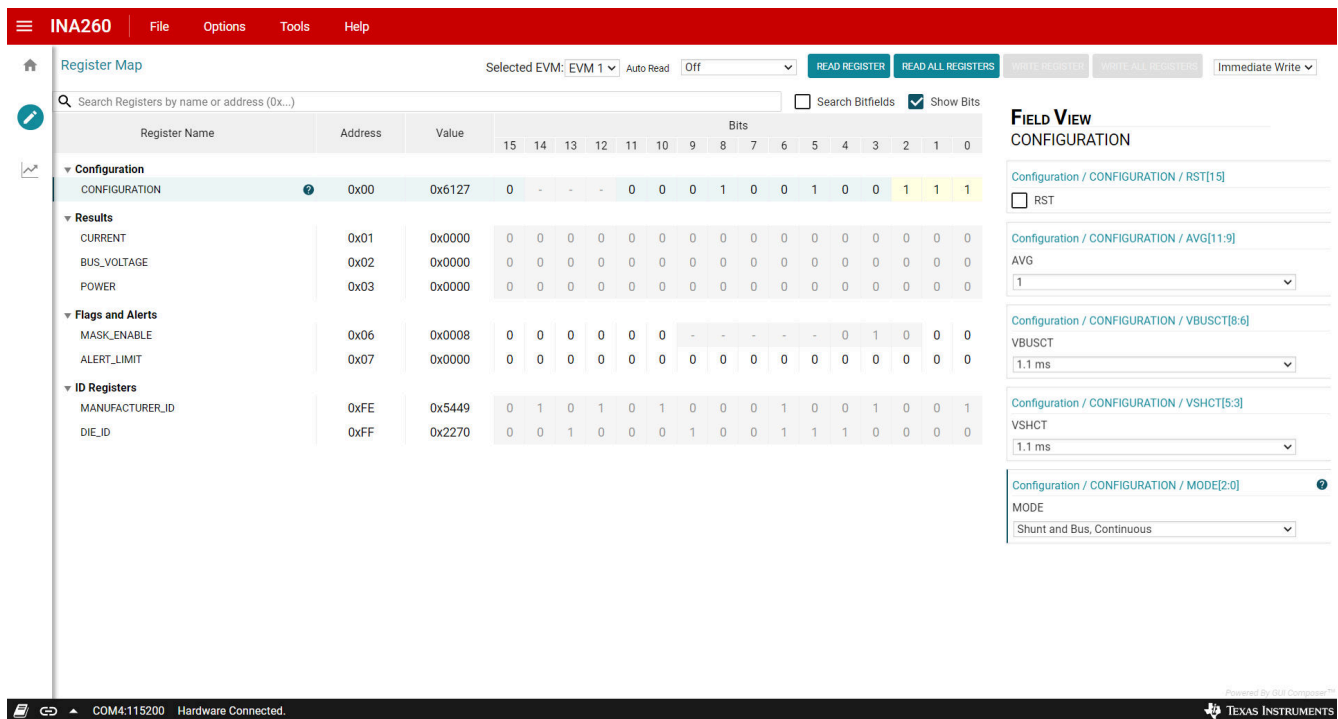 INA260 File Options Tools Help
Register Map Selected EVM: EVM 1 Auto Read Off READ REGISTER READ ALL REGISTERS WRITE REGISTER WRITE ALL REGISTERS Immediate Write
Search Registers by name or address (0x...) Search Bitfields Show Bits
Register Name Address Value Bits
15 14 13 12 11 10 9 8 7 6 5 4 3 2 1 0
Configuration
CONFIGURATION 0x00 0x6127 0 - - - 0 0 0 1 0 0 1 0 0 1 1 1
Results
CURRENT 0x01 0x0000 0 0 0 0 0 0 0 0 0 0 0 0 0 0 0 0
BUS_VOLTAGE 0x02 0x0000 0 0 0 0 0 0 0 0 0 0 0 0 0 0 0 0
POWER 0x03 0x0000 0 0 0 0 0 0 0 0 0 0 0 0 0 0 0 0
Flags and Alerts
MASK_ENABLE 0x06 0x0008 0 0 0 0 0 0 - - - - - 0 1 0 0 0
ALERT_LIMIT 0x07 0x0000 0 0 0 0 0 0 0 0 0 0 0 0 0 0 0 0
ID Registers
MANUFACTURER_ID 0xFE 0x5449 0 1 0 1 0 1 0 0 0 1 0 0 1 0 0 1
DIE_ID 0xFF 0x2270 0 0 1 0 0 0 1 0 0 1 1 1 0 0 0 0
FIELD VIEW
CONFIGURATION
Configuration / CONFIGURATION / RST[15]
RST
Configuration / CONFIGURATION / AVG[11:9]
AVG
1
Configuration / CONFIGURATION / VBUSCT[8:6]
VBUSCT
1.1 ms
Configuration / CONFIGURATION / VSHCT[5:3]
VSHCT
1.1 ms
Configuration / CONFIGURATION / MODE[2:0]
MODE
Shunt and Bus, Continuous
Powered By GUI Composer™
COM4:115200 Hardware Connected. TEXAS INSTRUMENTS